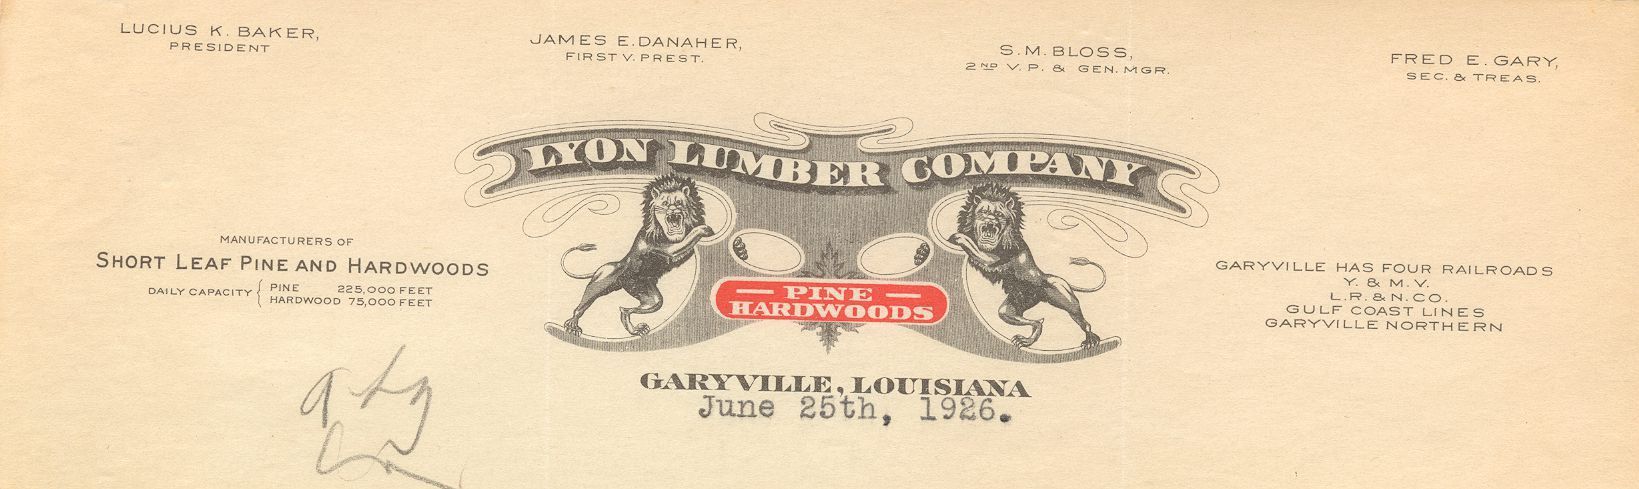 LUCIUS K. BAKER,
PRESIDENT
JAMES E. DANAHER,
FIRST V. PREST.
S. M. BLOSS,
2ND V. P. & GEN. MGR.
FRED E. GARY,
SEC. & TREAS.
LYON LUMBER COMPANY
MANUFACTURERS OF
SHORT LEAF PINE AND HARDWOODS
DAILY CAPACITY { PINE 225,000 FEET
HARDWOOD 75,000 FEET
— PINE —
HARDWOODS
GARYVILLE HAS FOUR RAILROADS
Y. & M. V.
L. R. & N. CO.
GULF COAST LINES
GARYVILLE NORTHERN
GARYVILLE, LOUISIANA
June 25th, 1926.